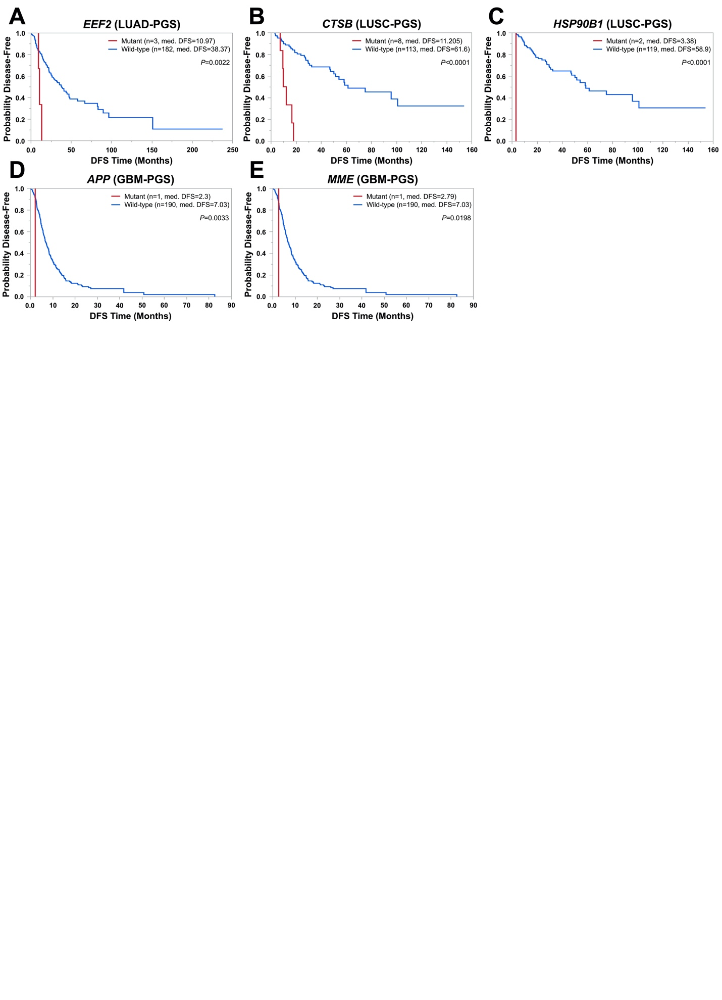 A
EEF2 (LUAD-PGS)
Probability Disease-Free
1.0
0.8
0.6
0.4
0.2
0.0
Mutant (n=3, med. DFS=10.97)
Wild-type (n=182, med. DFS=38.37)
P=0.0022
0.0 50 100 150 200 250
DFS Time (Months)
B
CTSB (LUSC-PGS)
Probability Disease-Free
1.0
0.8
0.6
0.4
0.2
0.0
Mutant (n=8, med. DFS=11.205)
Wild-type (n=113, med. DFS=61.6)
P<0.0001
0.0 20 40 60 80 100 120 140 160
DFS Time (Months)
C
HSP90B1 (LUSC-PGS)
Probability Disease-Free
1.0
0.8
0.6
0.4
0.2
0.0
Mutant (n=2, med. DFS=3.38)
Wild-type (n=119, med. DFS=58.9)
P<0.0001
0.0 20 40 60 80 100 120 140 160
DFS Time (Months)
D
APP (GBM-PGS)
Probability Disease-Free
1.0
0.8
0.6
0.4
0.2
0.0
Mutant (n=1, med. DFS=2.3)
Wild-type (n=190, med. DFS=7.03)
P=0.0033
0.0 10 20 30 40 50 60 70 80 90
DFS Time (Months)
E
MME (GBM-PGS)
Probability Disease-Free
1.0
0.8
0.6
0.4
0.2
0.0
Mutant (n=1, med. DFS=2.79)
Wild-type (n=190, med. DFS=7.03)
P=0.0198
0.0 10 20 30 40 50 60 70 80 90
DFS Time (Months)